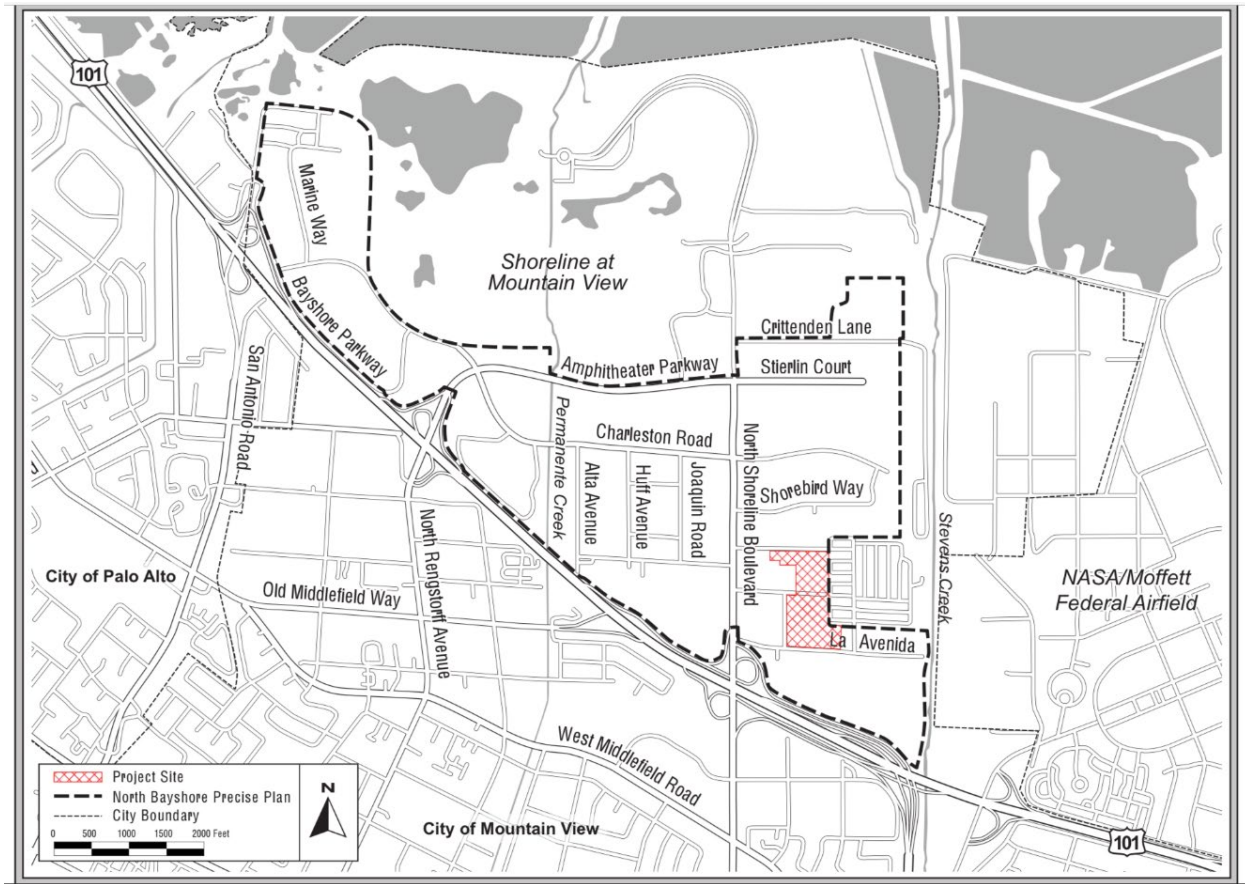 101
Marine Way
Shoreline at
Mountain View
Bayshore Parkway
Crittenden Lane
Amphitheater Parkway
Stierlin Court
San Antonio Road
Permanente Creek
Charleston Road
North Shoreline Boulevard
Alta Avenue
Huff Avenue
Joaquin Road
Shorebird Way
Stevens Creek
North Rengstorff Avenue
City of Palo Alto
Old Middlefield Way
NASA/Moffett
Federal Airfield
La Avenida
West Middlefield Road
Project Site
North Bayshore Precise Plan
City Boundary
0 500 1000 1500 2000 Feet
N
City of Mountain View
101